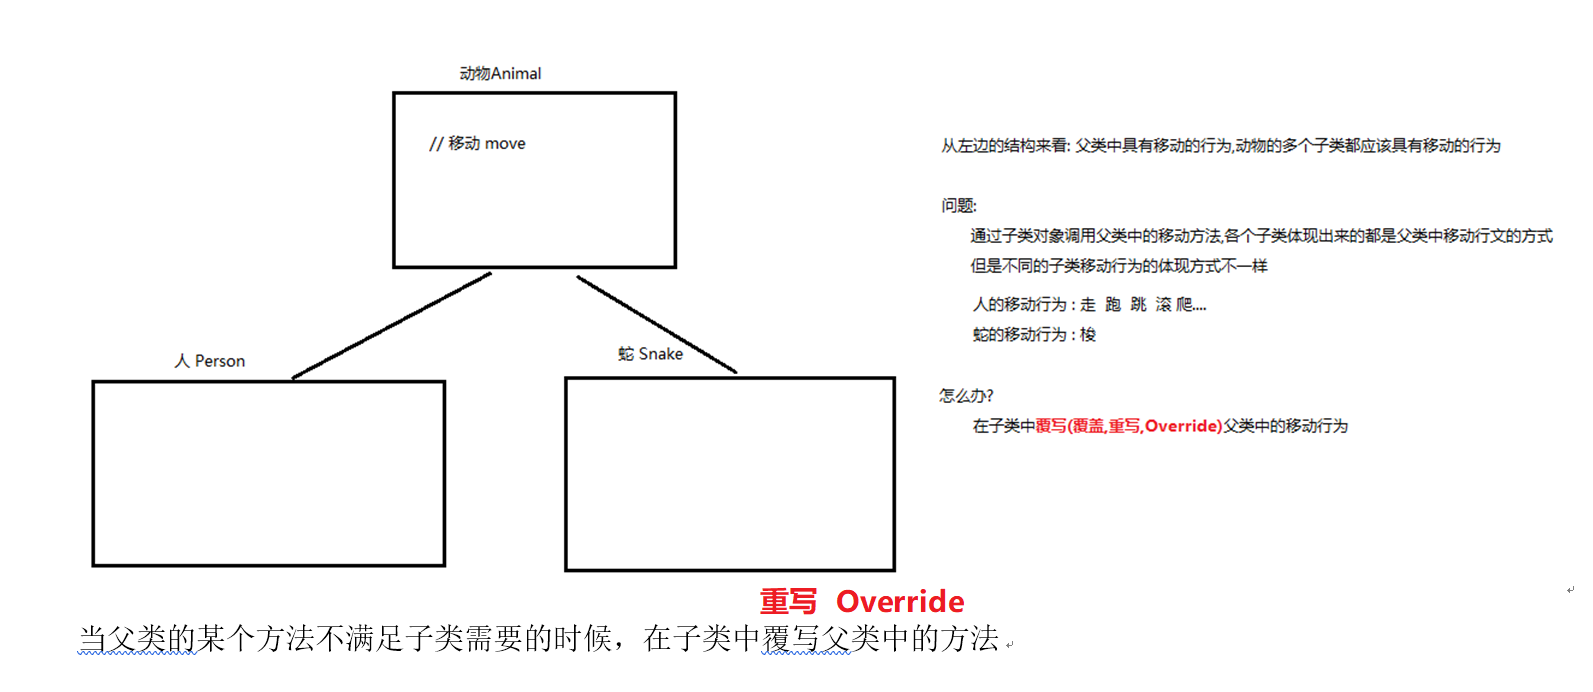 动物Animal
// 移动 move
人 Person
蛇 Snake
从左边的结构来看: 父类中具有移动的行为,动物的多个子类都应该具有移动的行为
问题:
通过子类对象调用父类中的移动方法,各个子类体现出来的都是父类中移动行文的方式
但是不同的子类移动行为的体现方式不一样
人的移动行为 : 走 跑 跳 滚 爬....
蛇的移动行为 : 梭
怎么办?
在子类中覆写(覆盖,重写,Override)父类中的移动行为
重写 Override
当父类的某个方法不满足子类需要的时候，在子类中覆写父类中的方法